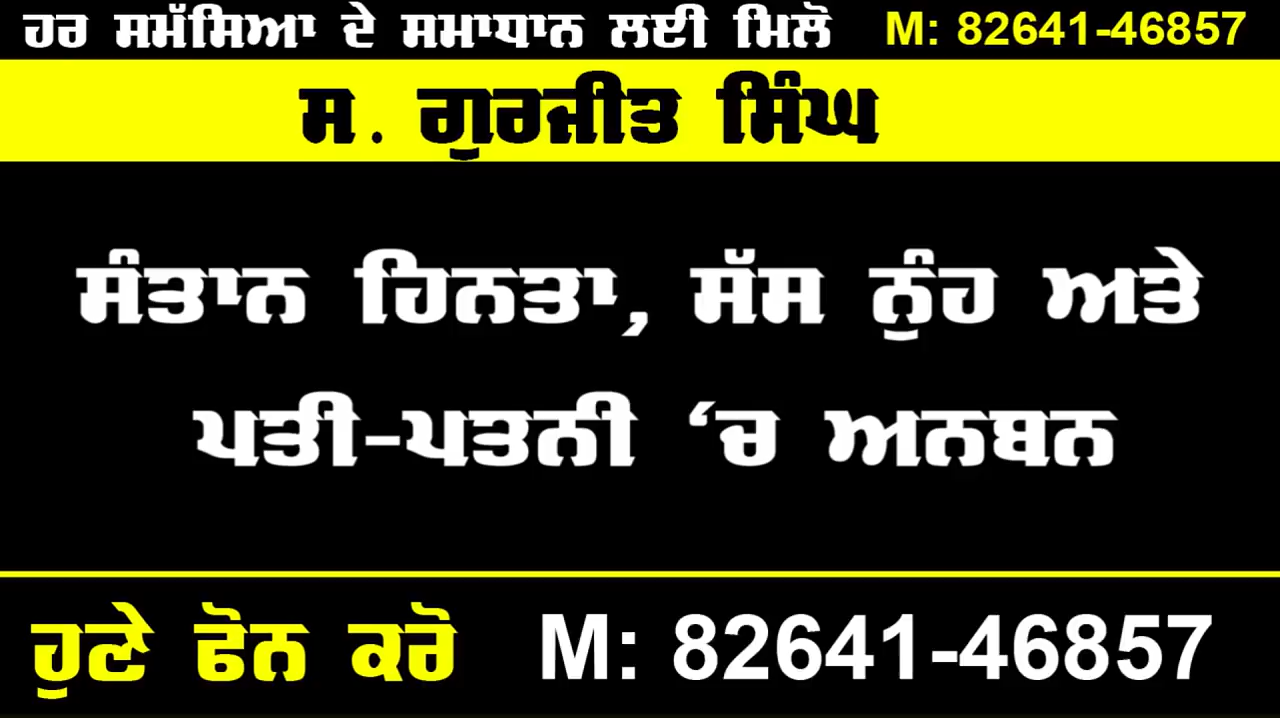 ਹਰ ਸਮੱਸਿਆ ਦੇ ਸਮਾਧਾਨ ਲਈ ਮਿਲੋ M: 82641-46857
ਸ. ਗੁਰਜੀਤ ਸਿੰਘ
ਸੰਤਾਨ ਹਿਨਤਾ, ਸੱਸ ਨੂੰਹ ਅਤੇ
ਪਤੀ-ਪਤਨੀ ‘ਚ ਅਨਬਨ
ਹੁਣੇ ਫੋਨ ਕਰੋ M: 82641-46857